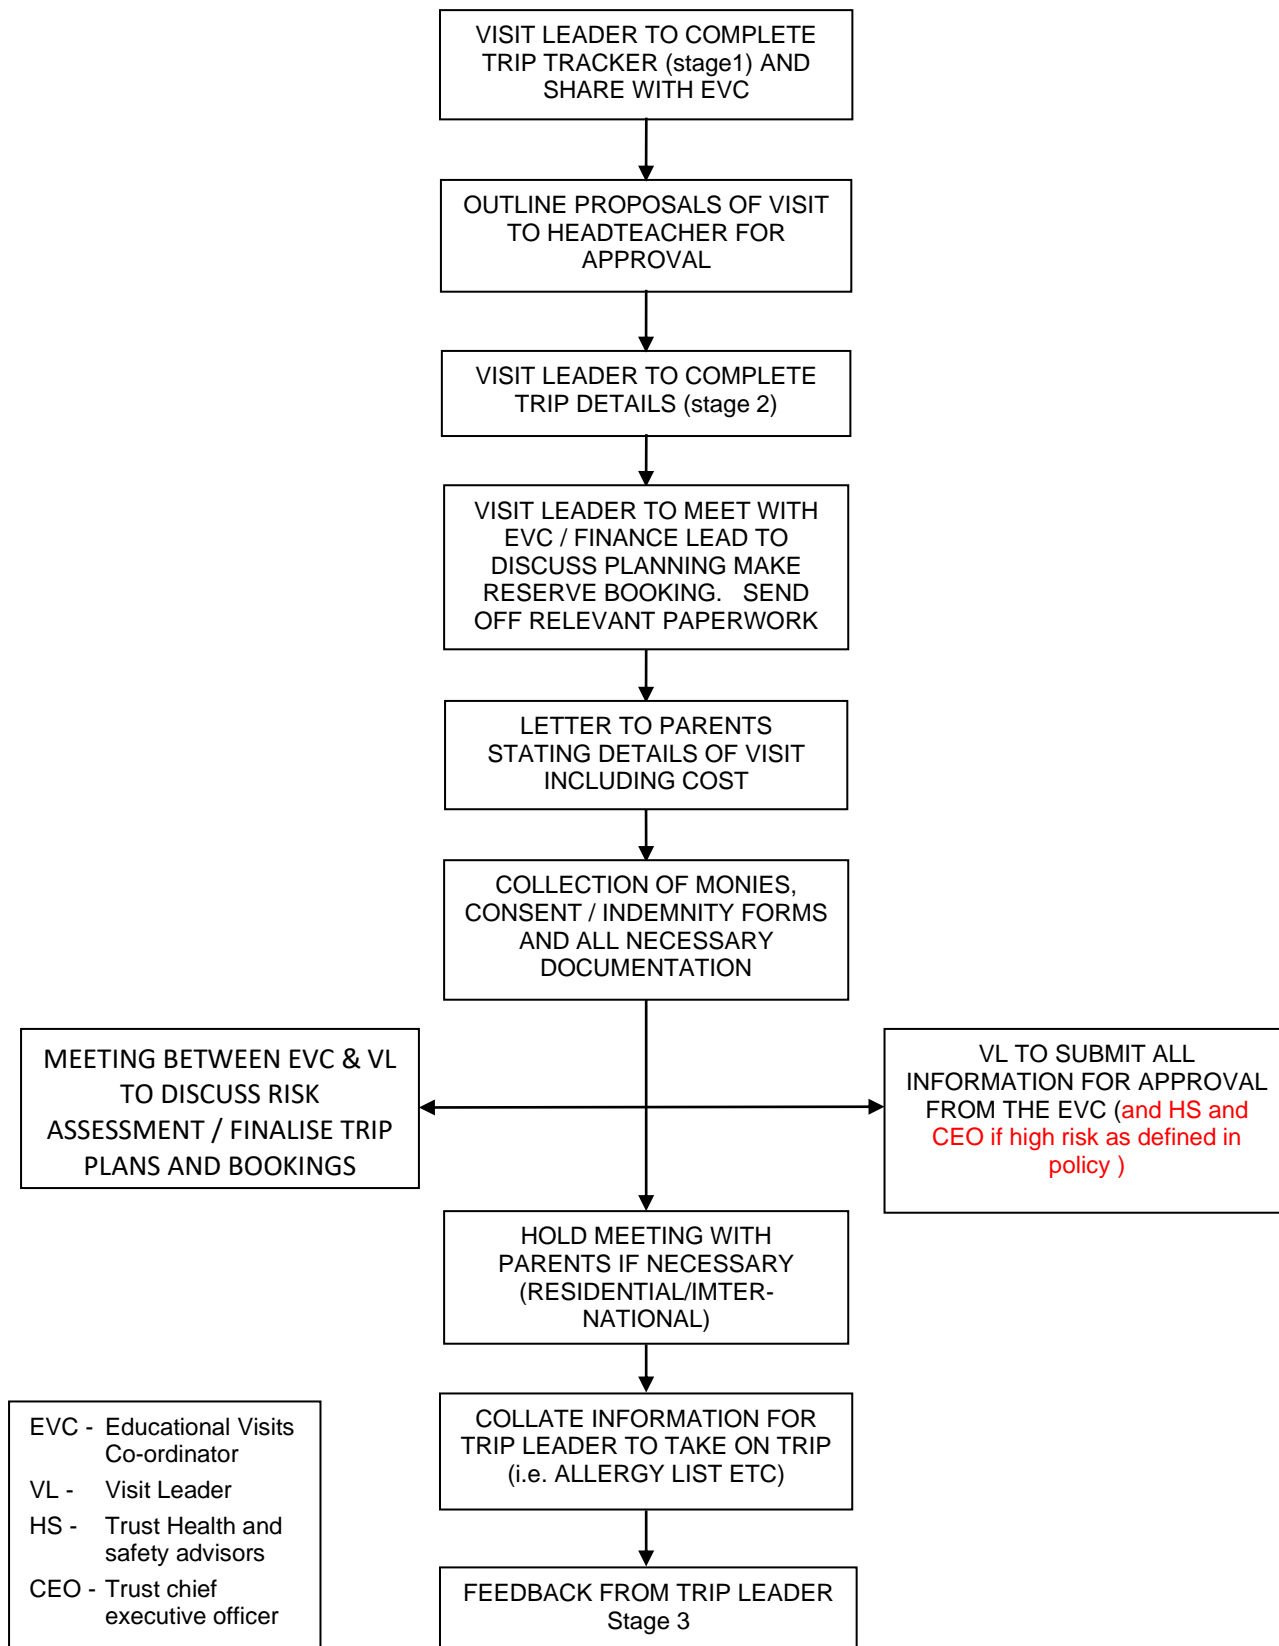 VISIT LEADER TO COMPLETE
TRIP TRACKER (stage1) AND
SHARE WITH EVC
OUTLINE PROPOSALS OF VISIT
TO HEADTEACHER FOR
APPROVAL
VISIT LEADER TO COMPLETE
TRIP DETAILS (stage 2)
VISIT LEADER TO MEET WITH
EVC / FINANCE LEAD TO
DISCUSS PLANNING MAKE
RESERVE BOOKING.   SEND
OFF RELEVANT PAPERWORK
LETTER TO PARENTS
STATING DETAILS OF VISIT
INCLUDING COST
COLLECTION OF MONIES,
CONSENT / INDEMNITY FORMS
AND ALL NECESSARY
DOCUMENTATION
MEETING BETWEEN EVC & VL
TO DISCUSS RISK
ASSESSMENT / FINALISE TRIP
PLANS AND BOOKINGS
VL TO SUBMIT ALL
INFORMATION FOR APPROVAL
FROM THE EVC (and HS and
CEO if high risk as defined in
policy )
HOLD MEETING WITH
PARENTS IF NECESSARY
(RESIDENTIAL/IMTER-
NATIONAL)
COLLATE INFORMATION FOR
TRIP LEADER TO TAKE ON TRIP
(i.e. ALLERGY LIST ETC)
FEEDBACK FROM TRIP LEADER
Stage 3
EVC - Educational Visits
Co-ordinator
VL - Visit Leader
HS - Trust Health and
safety advisors
CEO - Trust chief
executive officer